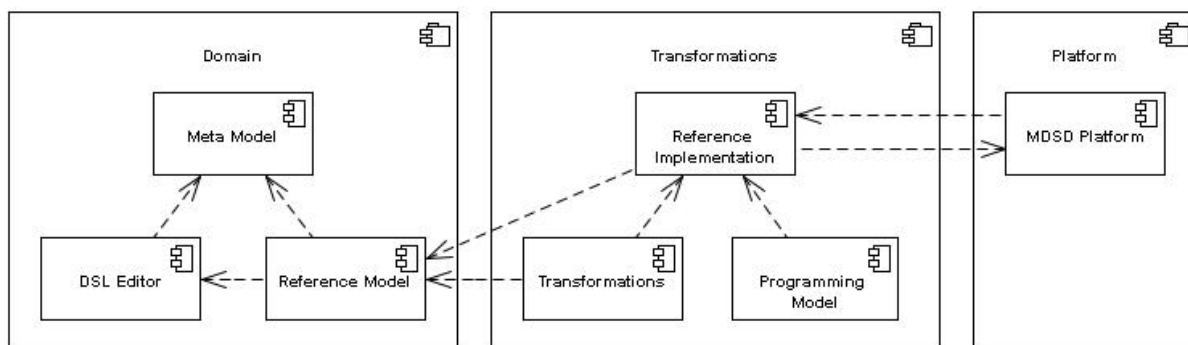 Domain
Transformations
Platform
Meta Model
Reference
Implementation
MDSD Platform
DSL Editor
Reference Model
Transformations
Programming
Model